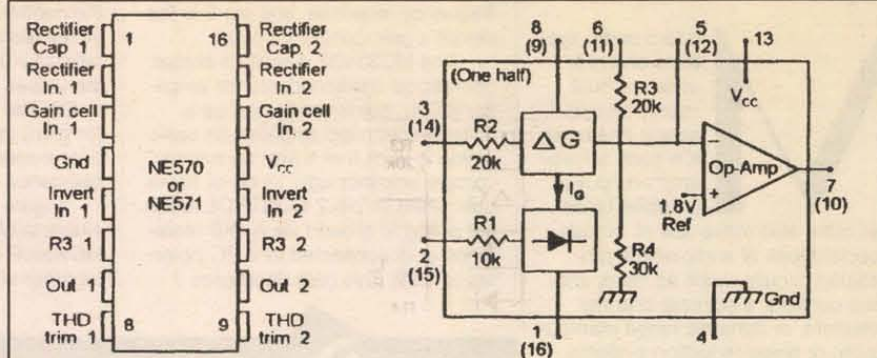 Rectifier
Cap. 1
Rectifier
In. 1
Gain cell
In. 1
Gnd
Invert
In 1
R3 1
Out 1
THD
trim 1
1
16
NE570
or
NE571
8
9
Rectifier
Cap. 2
Rectifier
In. 2
Gain cell
In. 2
Vcc
Invert
In 2
R3 2
Out 2
THD
trim 2
8
(9)
6
(11)
5
(12)
13
(One half)
R3
20k
Vcc
3
(14)
R2
20k
ΔG
−
Op-Amp
+
7
(10)
IG
1.8V
Ref
R1
10k
2
(15)
R4
30k
Gnd
1
(16)
4